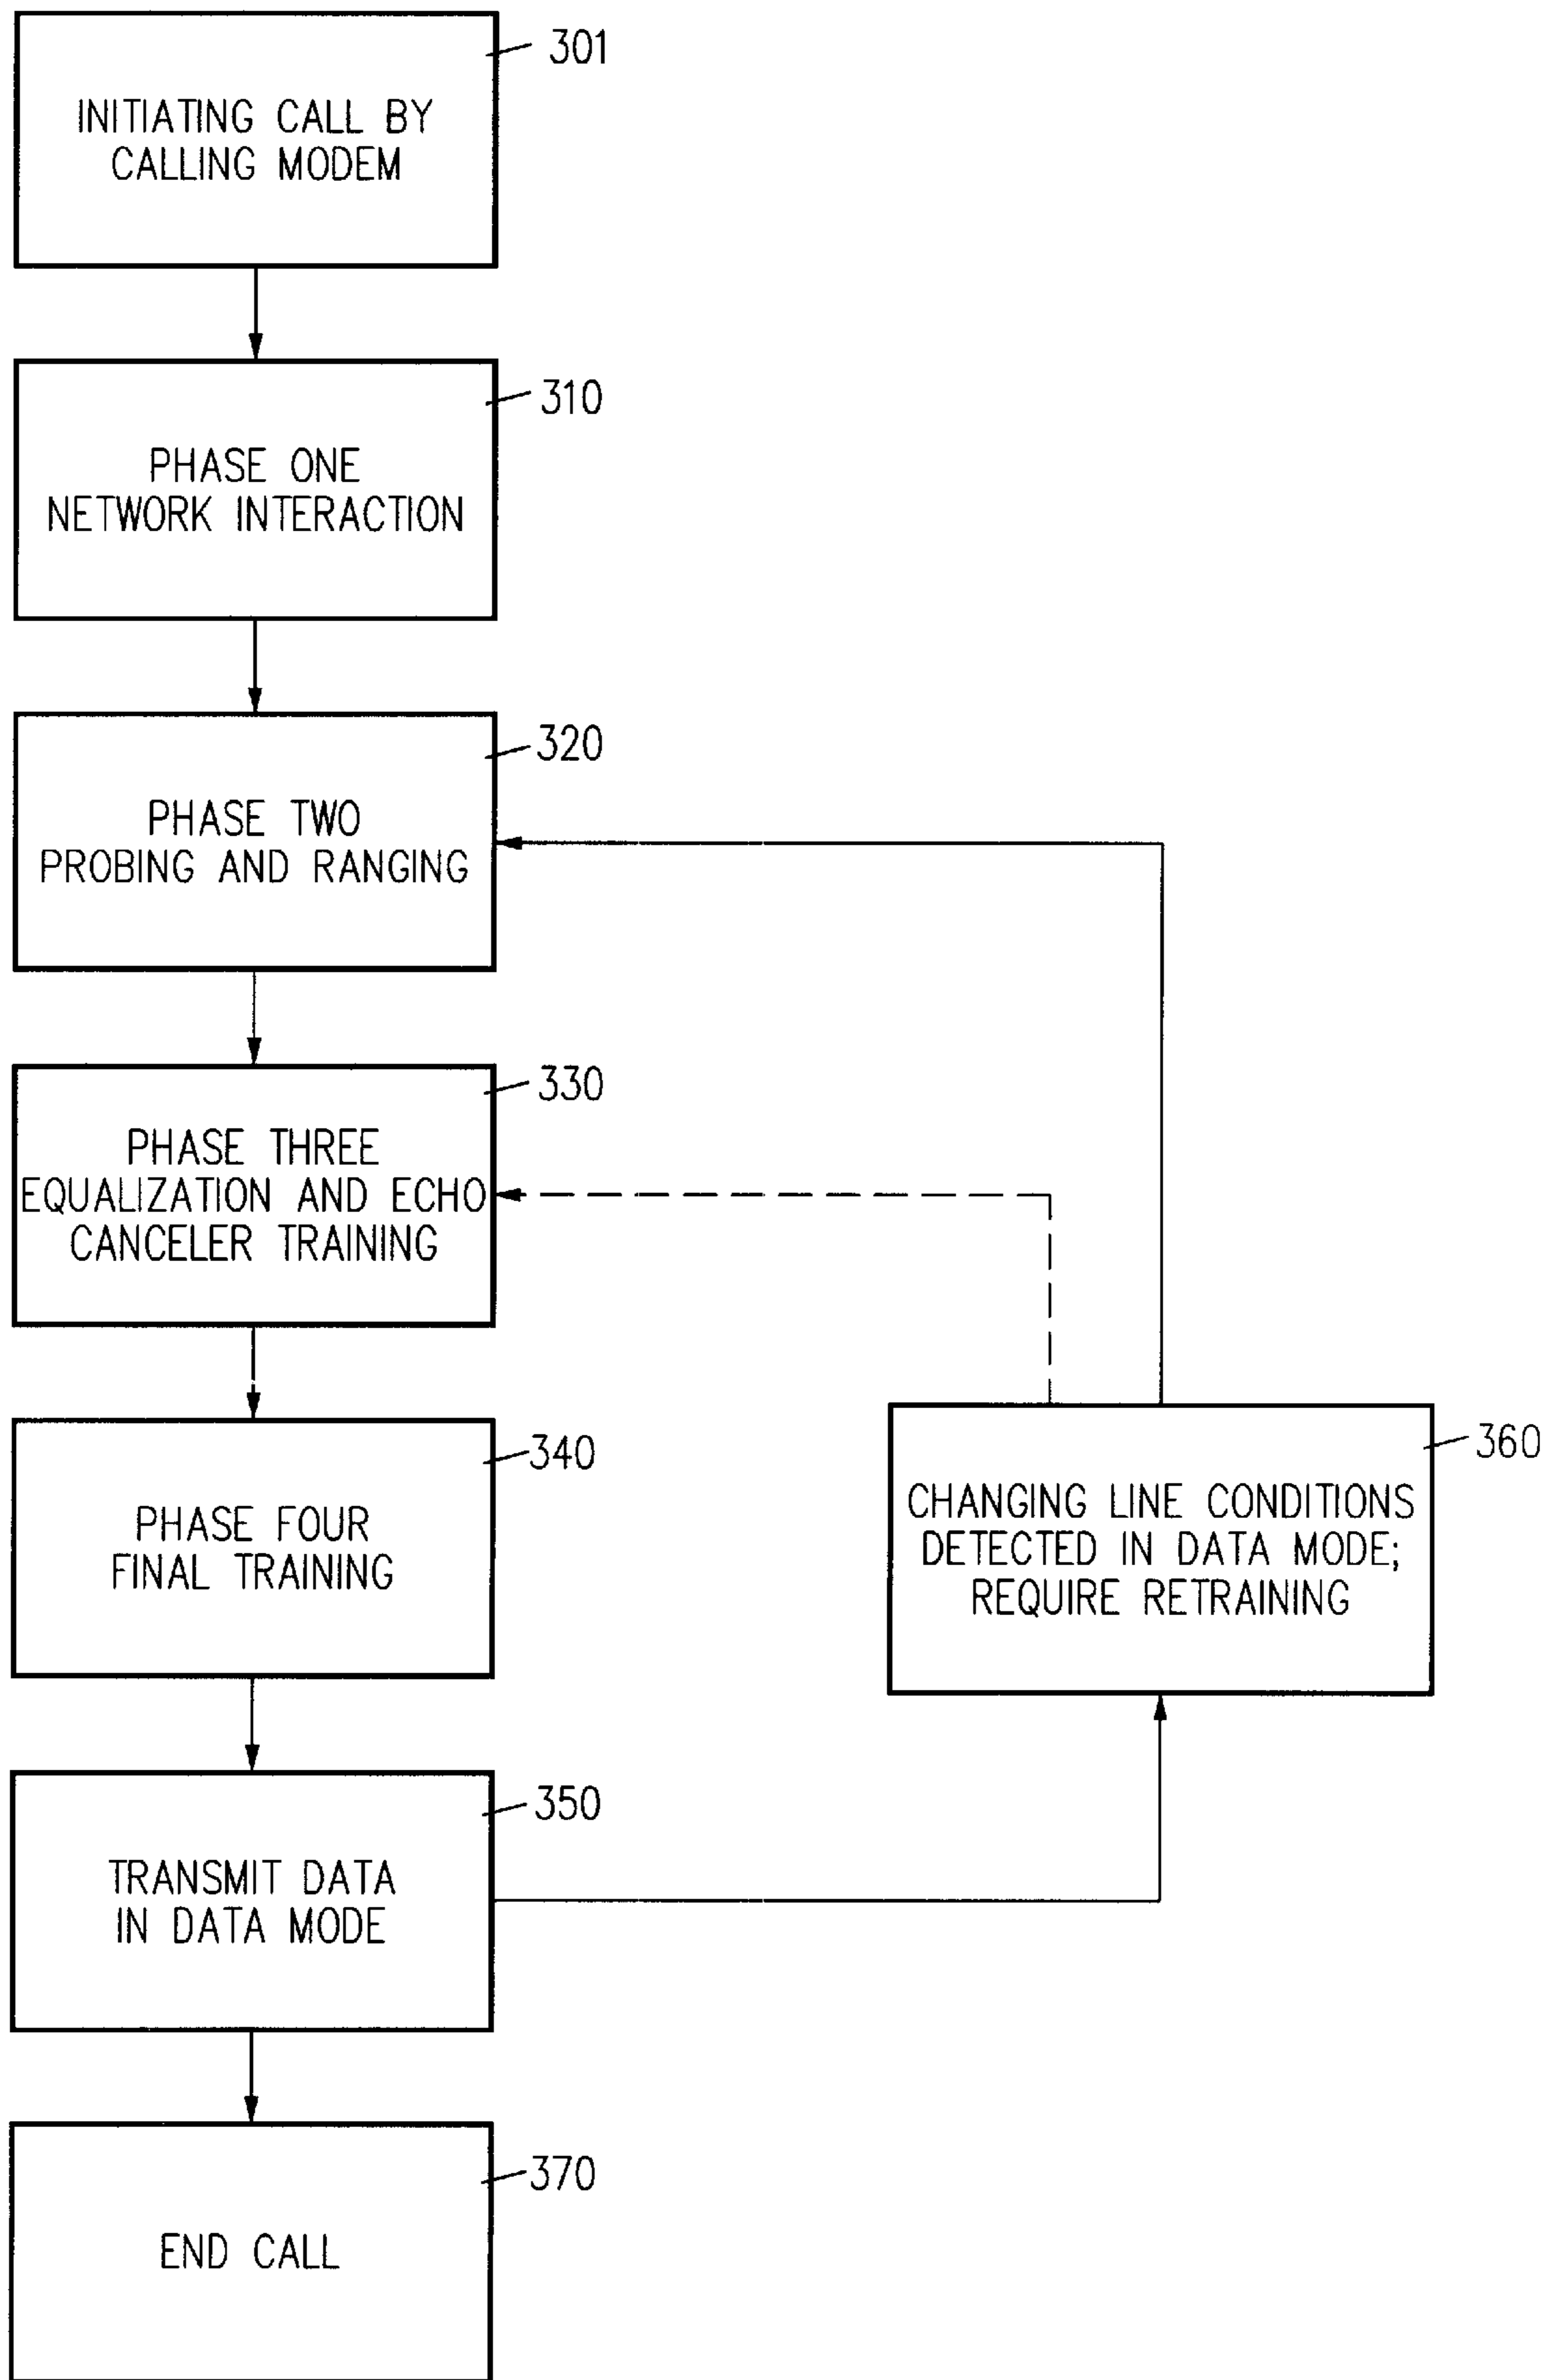 301
INITIATING CALL BY
CALLING MODEM
310
PHASE ONE
NETWORK INTERACTION
320
PHASE TWO
PROBING AND RANGING
330
PHASE THREE
EQUALIZATION AND ECHO
CANCELER TRAINING
340
PHASE FOUR
FINAL TRAINING
360
CHANGING LINE CONDITIONS
DETECTED IN DATA MODE;
REQUIRE RETRAINING
350
TRANSMIT DATA
IN DATA MODE
370
END CALL